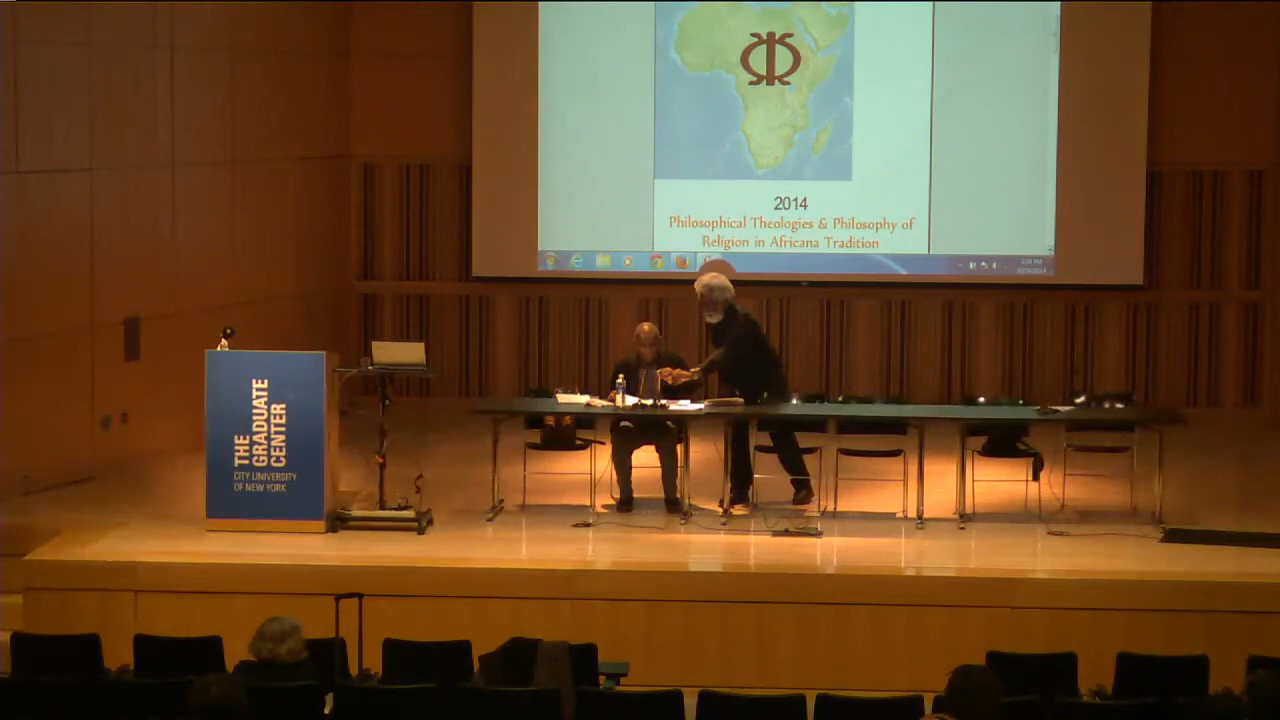 2014
Philosophical Theologies & Philosophy of
Religion in Africana Tradition
THE
GRADUATE
CENTER
CITY UNIVERSITY
OF NEW YORK